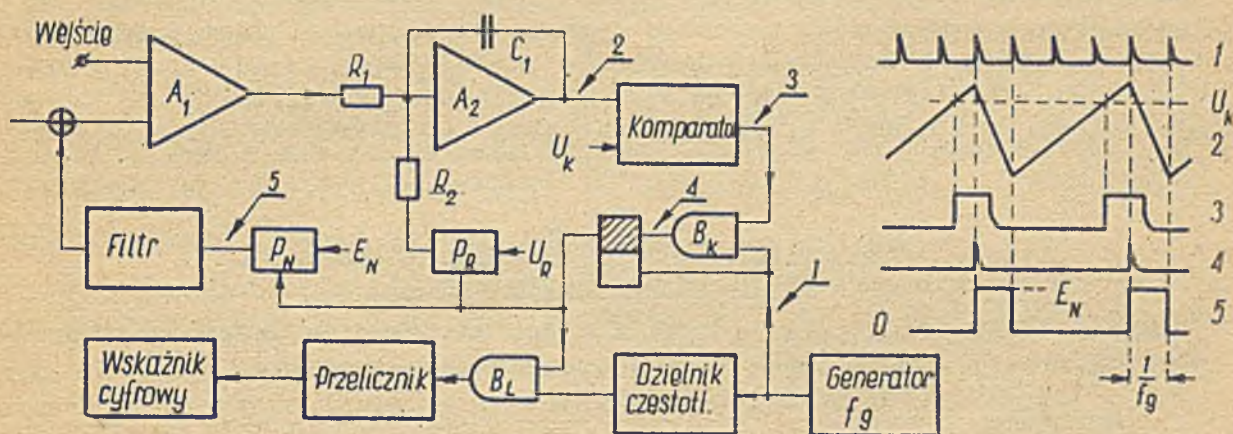 Wejście
A1
R1
C1
A2
2
3
Komparator
UK
R2
5
4
Filtr
PN
EN
PR
UR
BK
1
Wskaźnik
cyfrowy
Przelicznik
BL
Dzielnik
częstotl.
Generator
fg
1
UK
2
3
4
EN
0
5
1
fg